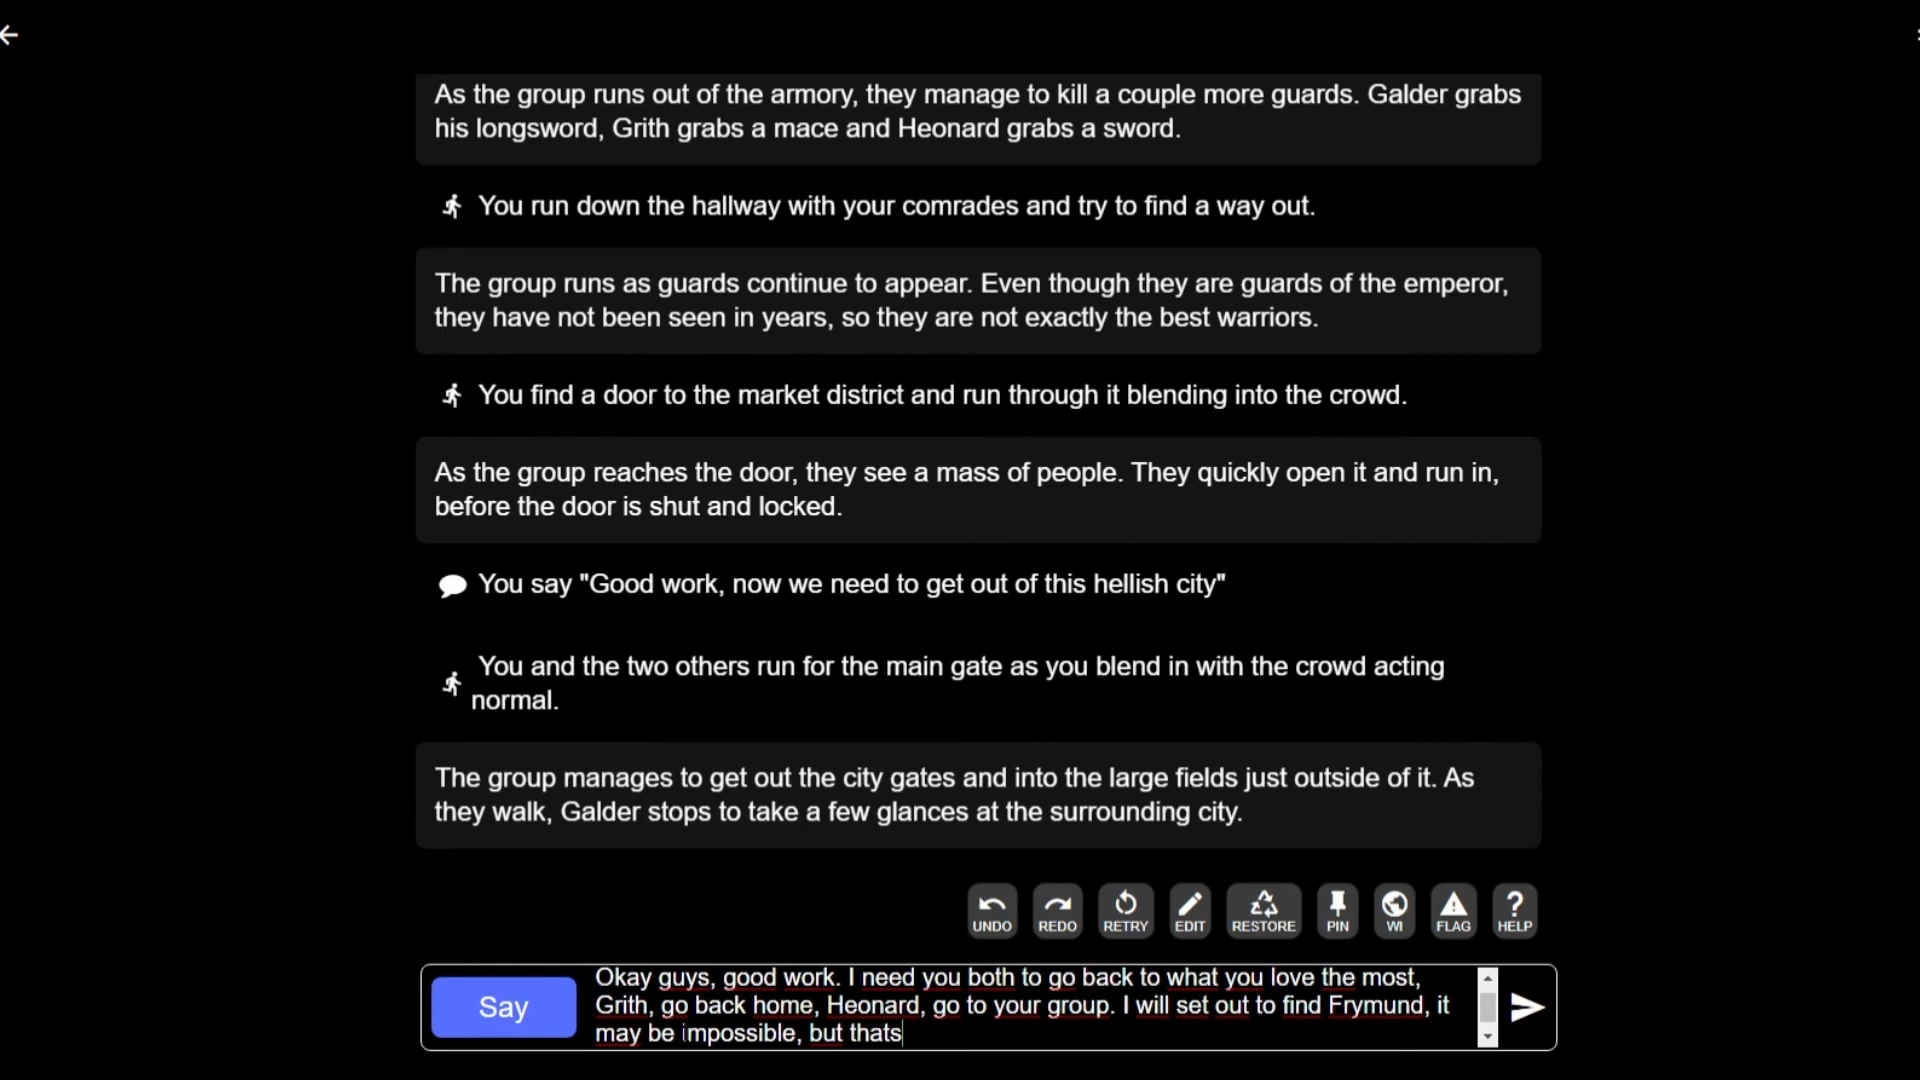 As the group runs out of the armory, they manage to kill a couple more guards. Galder grabs
his longsword, Grith grabs a mace and Heonard grabs a sword.
You run down the hallway with your comrades and try to find a way out.
The group runs as guards continue to appear. Even though they are guards of the emperor,
they have not been seen in years, so they are not exactly the best warriors.
You find a door to the market district and run through it blending into the crowd.
As the group reaches the door, they see a mass of people. They quickly open it and run in,
before the door is shut and locked.
You say "Good work, now we need to get out of this hellish city"
You and the two others run for the main gate as you blend in with the crowd acting
normal.
The group manages to get out the city gates and into the large fields just outside of it. As
they walk, Galder stops to take a few glances at the surrounding city.
UNDO REDO RETRY EDIT RESTORE PIN WI FLAG HELP
Okay guys, good work. I need you both to go back to what you love the most,
Say Grith, go back home, Heonard, go to your group. I will set out to find Frymund, it
may be impossible, but thats